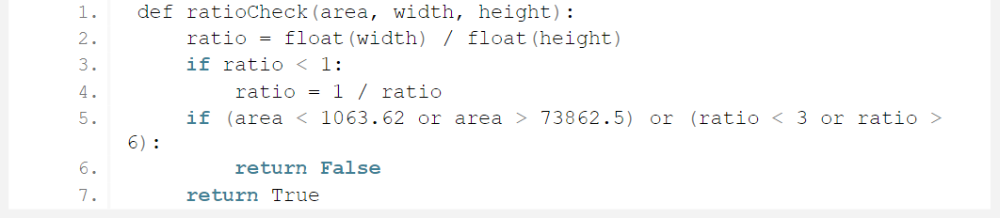 1. def ratioCheck(area, width, height):
2. ratio = float(width) / float(height)
3. if ratio < 1:
4. ratio = 1 / ratio
5. if (area < 1063.62 or area > 73862.5) or (ratio < 3 or ratio >
6):
6. return False
7. return True